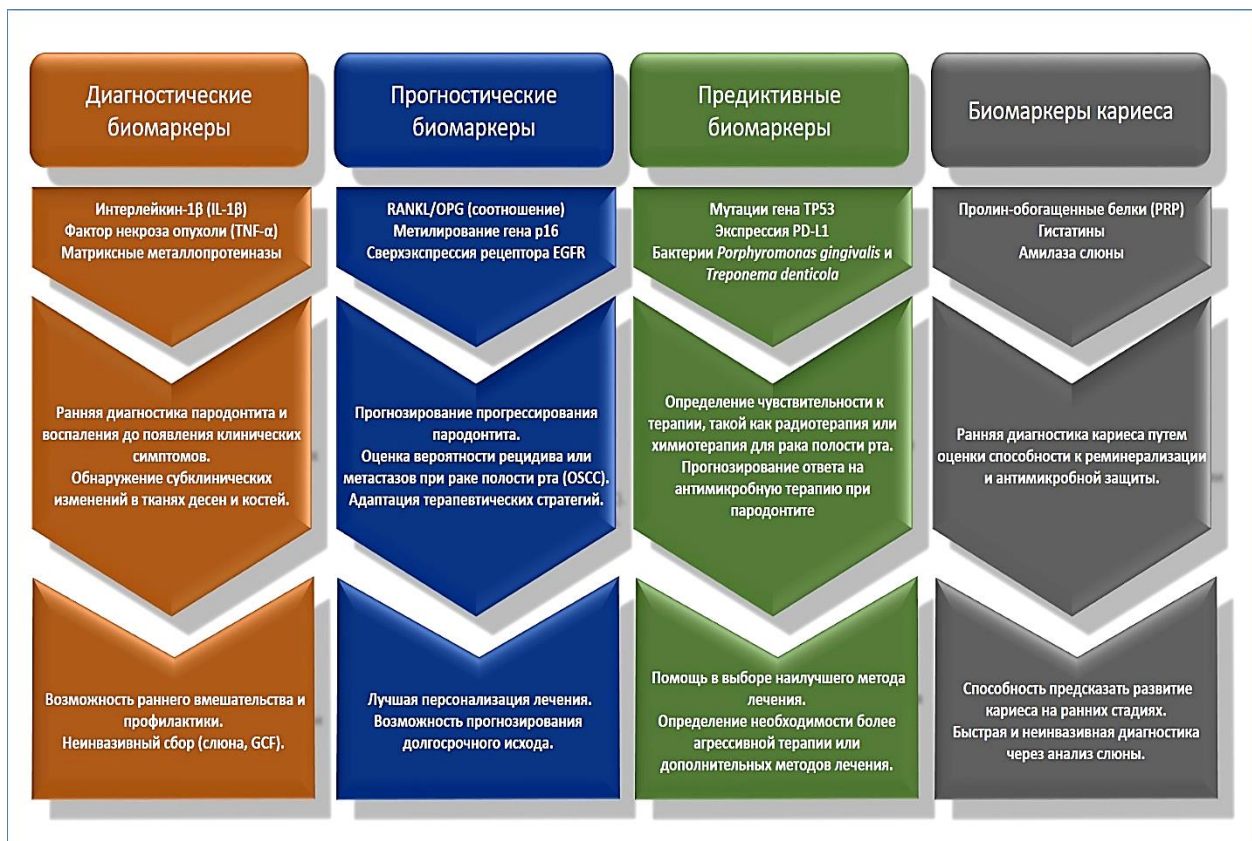 Диагностические
биомаркеры
Интерлейкин-1β (IL-1β)
Фактор некроза опухоли (TNF-α)
Матриксные металлопротеиназы
Ранняя диагностика пародонтита и
воспаления до появления клинических
симптомов.
Обнаружение субклинических
изменений в тканях десен и костей.
Возможность раннего вмешательства и
профилактики.
Неинвазивный сбор (слюна, GCF).
Прогностические
биомаркеры
RANKL/OPG (соотношение)
Метилирование гена p16
Сверхэкспрессия рецептора EGFR
Прогнозирование прогрессирования
пародонтита.
Оценка вероятности рецидива или
метастазов при раке полости рта (OSCC).
Адаптация терапевтических стратегий.
Лучшая персонализация лечения.
Возможность прогнозирования
долгосрочного исхода.
Предиктивные
биомаркеры
Мутации гена TP53
Экспрессия PD-L1
Бактерии Porphyromonas gingivalis и
Treponema denticola
Определение чувствительности к
терапии, такой как радиотерапия или
химиотерапия для рака полости рта.
Прогнозирование ответа на
антимикробную терапию при
пародонтите
Помощь в выборе наилучшего метода
лечения.
Определение необходимости более
агрессивной терапии или
дополнительных методов лечения.
Биомаркеры кариеса
Пролин-обогащенные белки (PRP)
Гистатины
Амилаза слюны
Ранняя диагностика кариеса путем
оценки способности к реминерализации
и антимикробной защиты.
Способность предсказать развитие
кариеса на ранних стадиях.
Быстрая и неинвазивная диагностика
через анализ слюны.